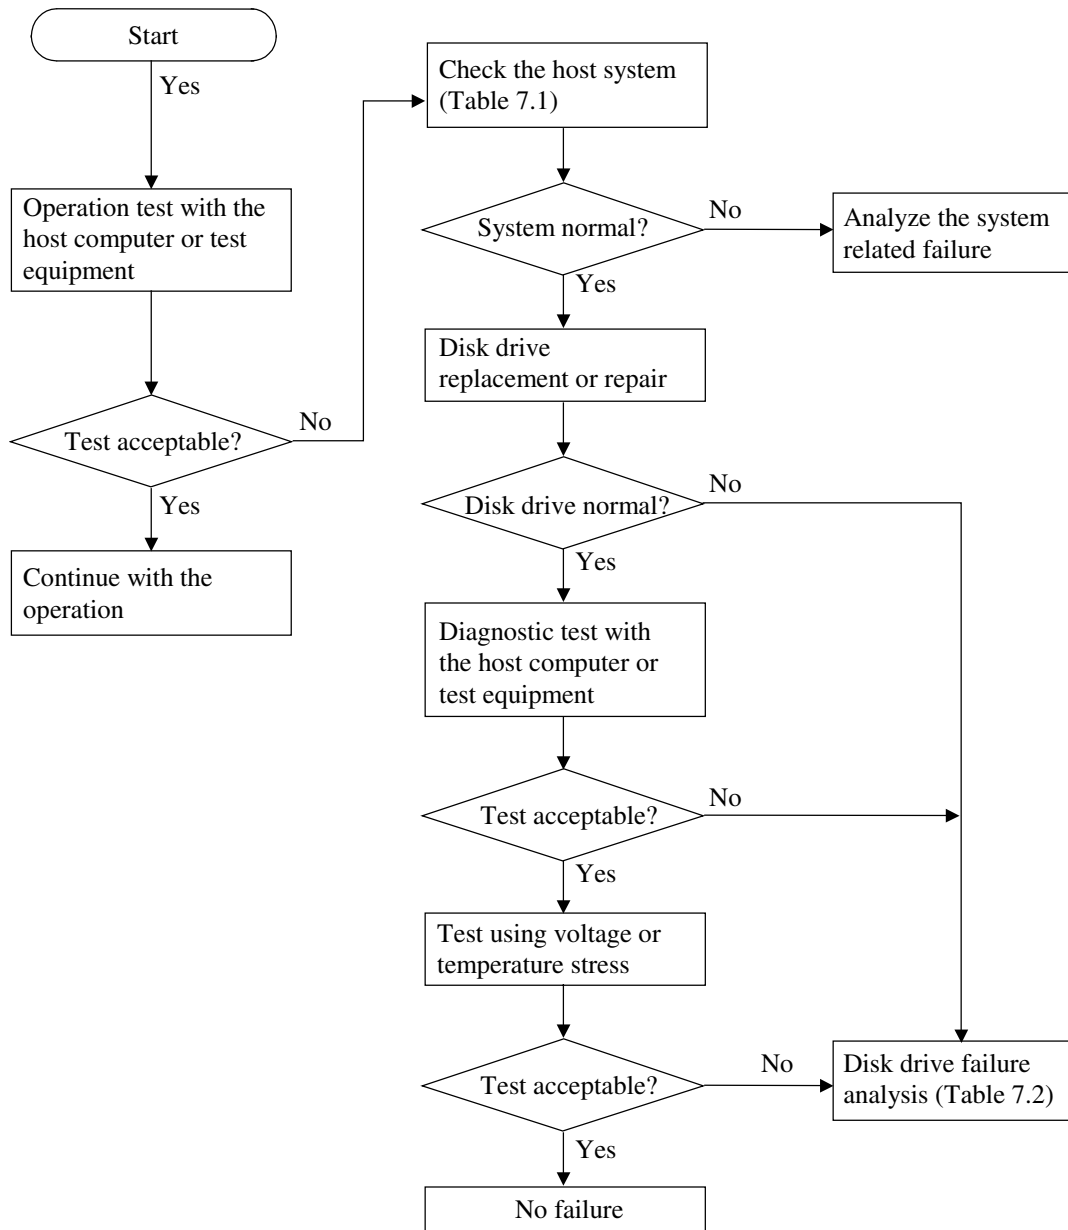 Start
Yes
Operation test with the
host computer or test
equipment
Test acceptable?
No
Yes
Continue with the
operation
Check the host system
(Table 7.1)
System normal?
No
Analyze the system
related failure
Yes
Disk drive
replacement or repair
Disk drive normal?
No
Yes
Diagnostic test with
the host computer or
test equipment
Test acceptable?
No
Yes
Test using voltage or
temperature stress
Test acceptable?
No
Disk drive failure
analysis (Table 7.2)
Yes
No failure